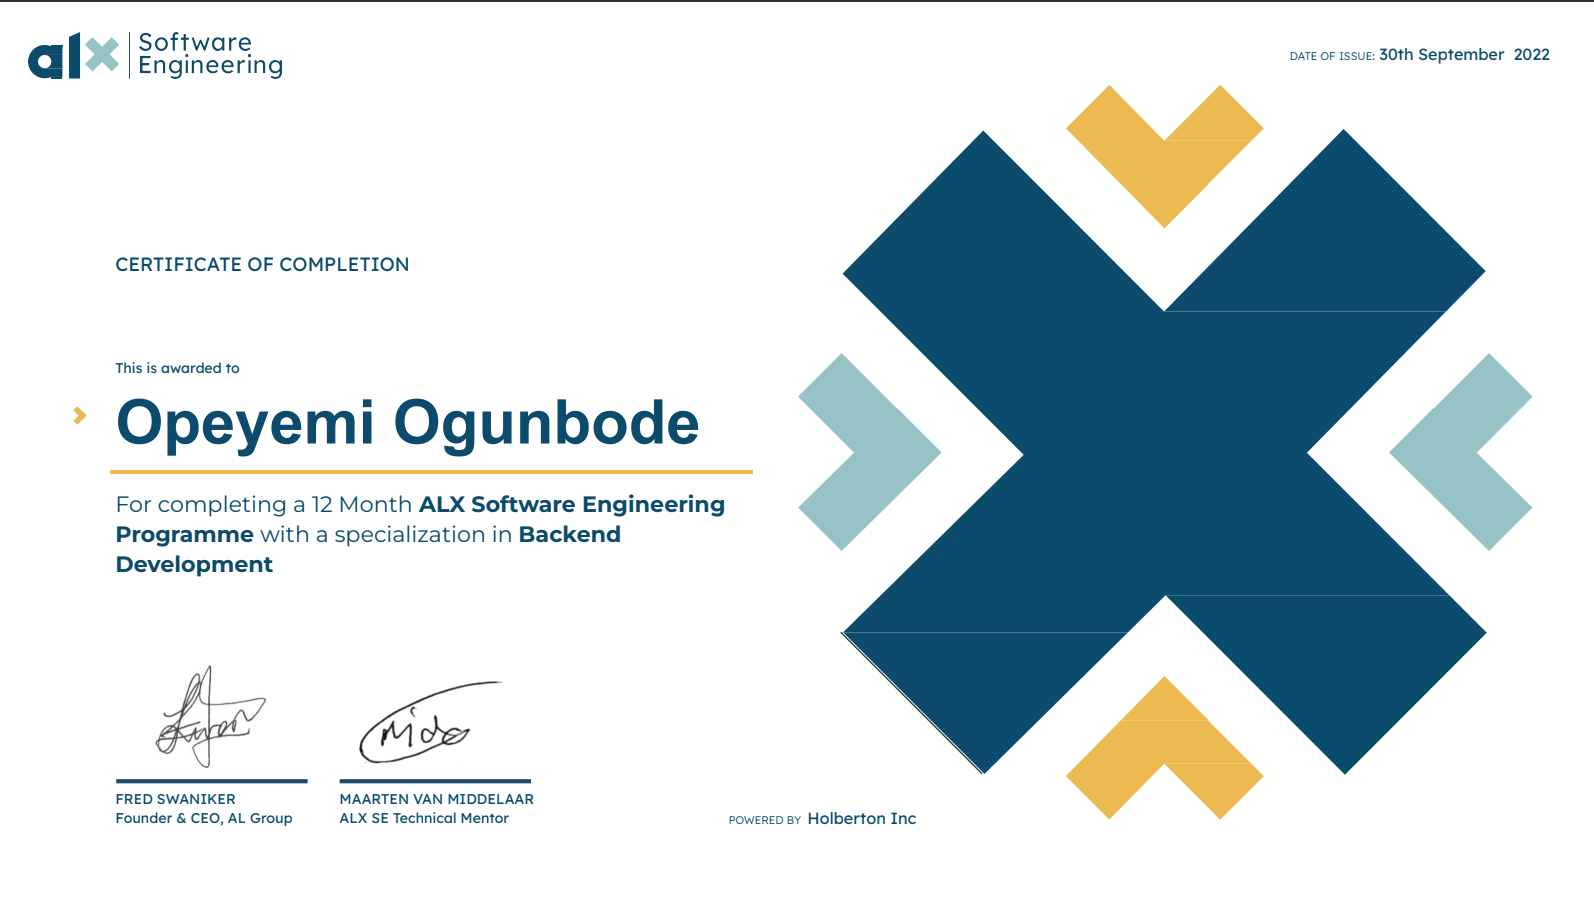 alx
Software
Engineering
DATE OF ISSUE: 30th September 2022
CERTIFICATE OF COMPLETION
This is awarded to
Opeyemi Ogunbode
For completing a 12 Month ALX Software Engineering
Programme with a specialization in Backend
Development
Mido
FRED SWANIKER
Founder & CEO, AL Group
MAARTEN VAN MIDDELAAR
ALX SE Technical Mentor
POWERED BY Holberton Inc